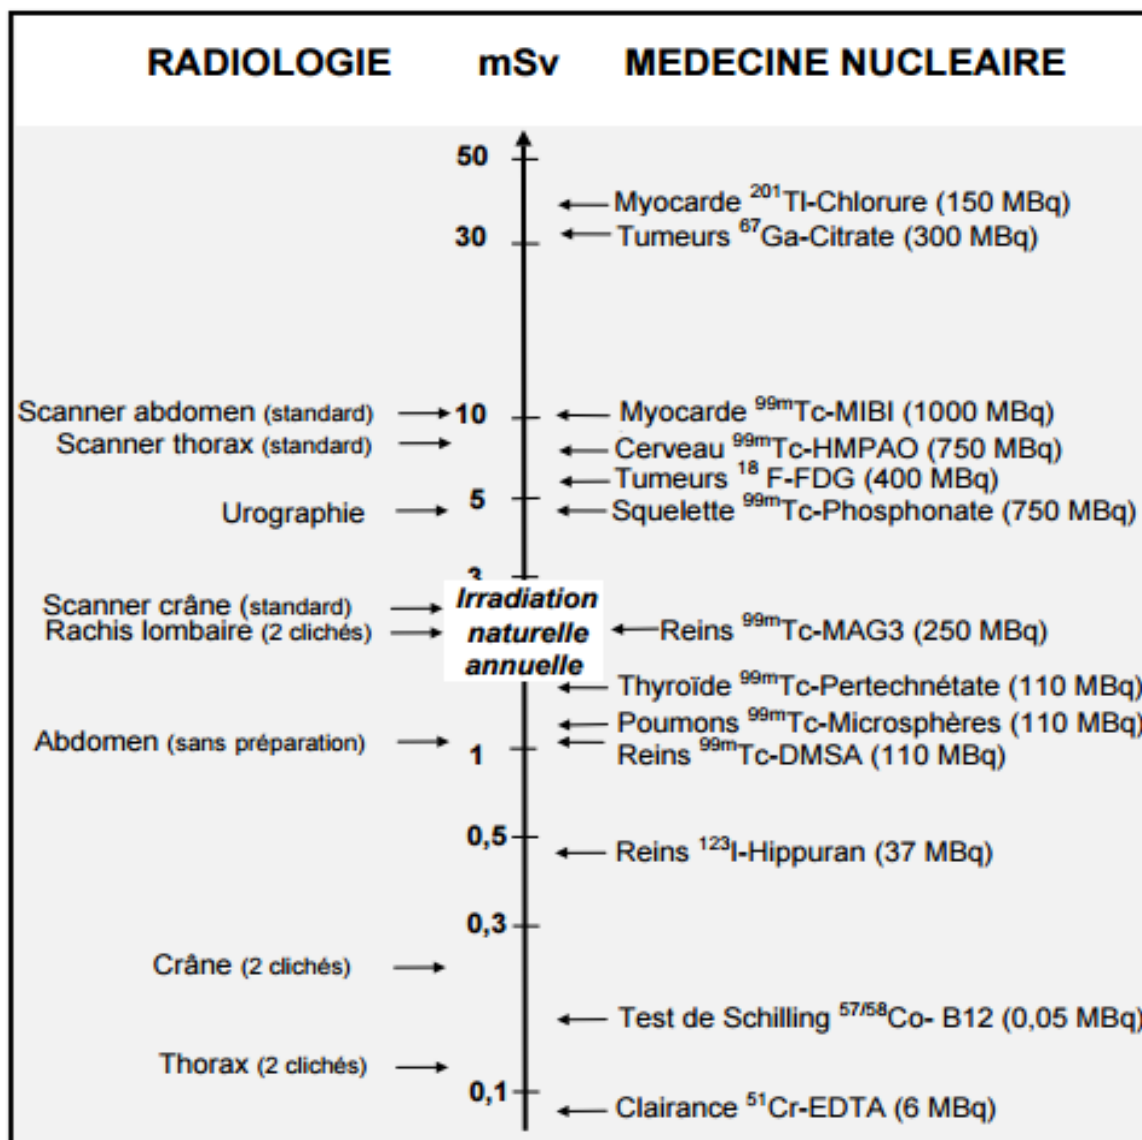 RADIOLOGIE mSv MEDECINE NUCLEAIRE
50
Myocarde ²⁰¹Tl-Chlorure (150 MBq)
30 Tumeurs ⁶⁷Ga-Citrate (300 MBq)
Scanner abdomen (standard) 10 Myocarde ⁹⁹ᵐTc-MIBI (1000 MBq)
Scanner thorax (standard) Cerveau ⁹⁹ᵐTc-HMPAO (750 MBq)
Tumeurs ¹⁸ F-FDG (400 MBq)
5
Urographie Squelette ⁹⁹ᵐTc-Phosphonate (750 MBq)
3
Scanner crâne (standard) Irradiation
Rachis lombaire (2 clichés) naturelle Reins ⁹⁹ᵐTc-MAG3 (250 MBq)
annuelle
Thyroïde ⁹⁹ᵐTc-Pertechnétate (110 MBq)
Poumons ⁹⁹ᵐTc-Microsphères (110 MBq)
Abdomen (sans préparation) 1 Reins ⁹⁹ᵐTc-DMSA (110 MBq)
0,5
Reins ¹²³I-Hippuran (37 MBq)
0,3
Crâne (2 clichés)
Test de Schilling ⁵⁷/⁵⁸Co- B12 (0,05 MBq)
Thorax (2 clichés)
0,1
Clairance ⁵¹Cr-EDTA (6 MBq)